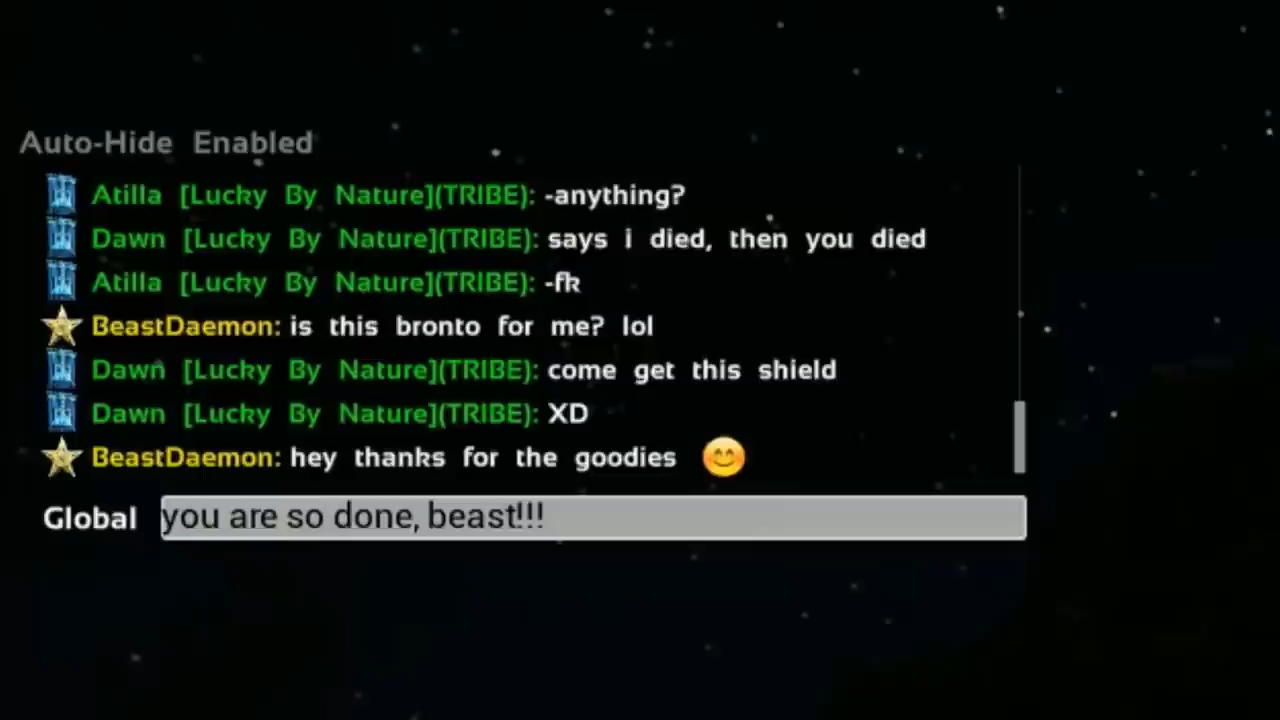 Auto-Hide Enabled
Atilla [Lucky By Nature](TRIBE): -anything?
Dawn [Lucky By Nature](TRIBE): says i died, then you died
Atilla [Lucky By Nature](TRIBE): -fk
BeastDaemon: is this bronto for me? lol
Dawn [Lucky By Nature](TRIBE): come get this shield
Dawn [Lucky By Nature](TRIBE): XD
BeastDaemon: hey thanks for the goodies 😊
Global you are so done, beast!!!